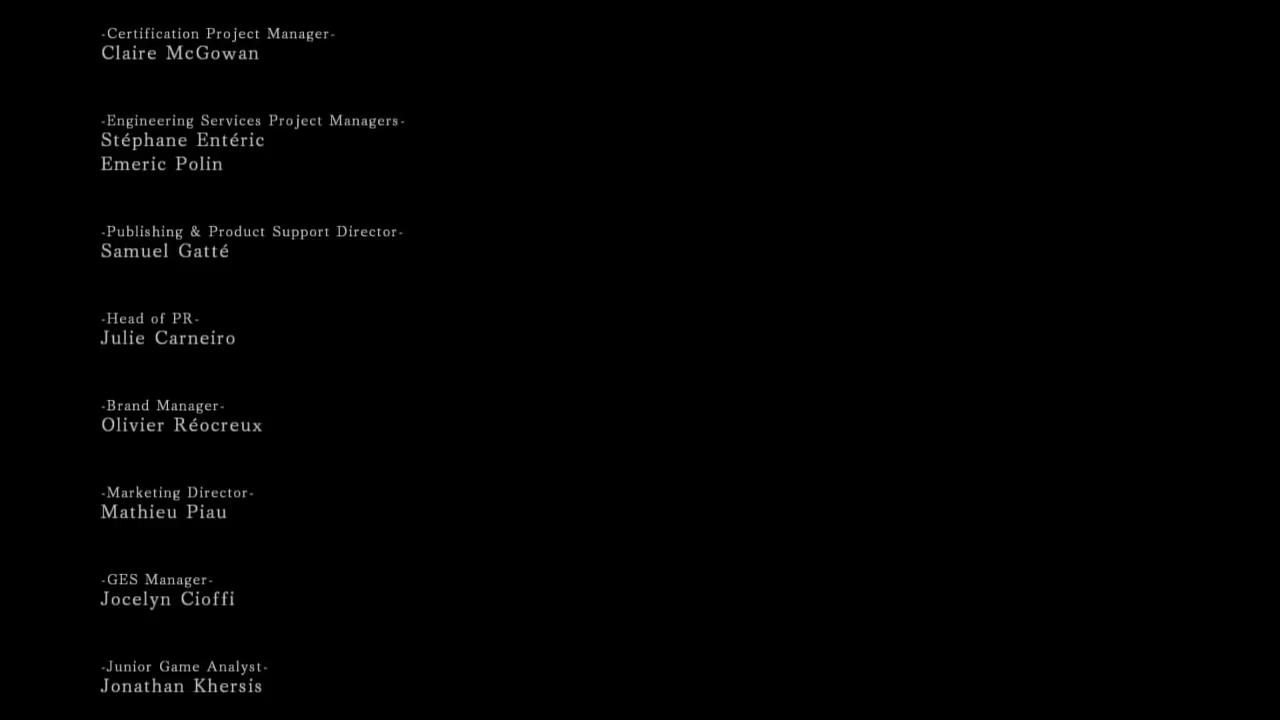 -Certification Project Manager-
Claire McGowan
-Engineering Services Project Managers-
Stéphane Entéric
Emeric Polin
-Publishing & Product Support Director-
Samuel Gatté
-Head of PR-
Julie Carneiro
-Brand Manager-
Olivier Réocreux
-Marketing Director-
Mathieu Piau
-GES Manager-
Jocelyn Cioffi
-Junior Game Analyst-
Jonathan Khersis